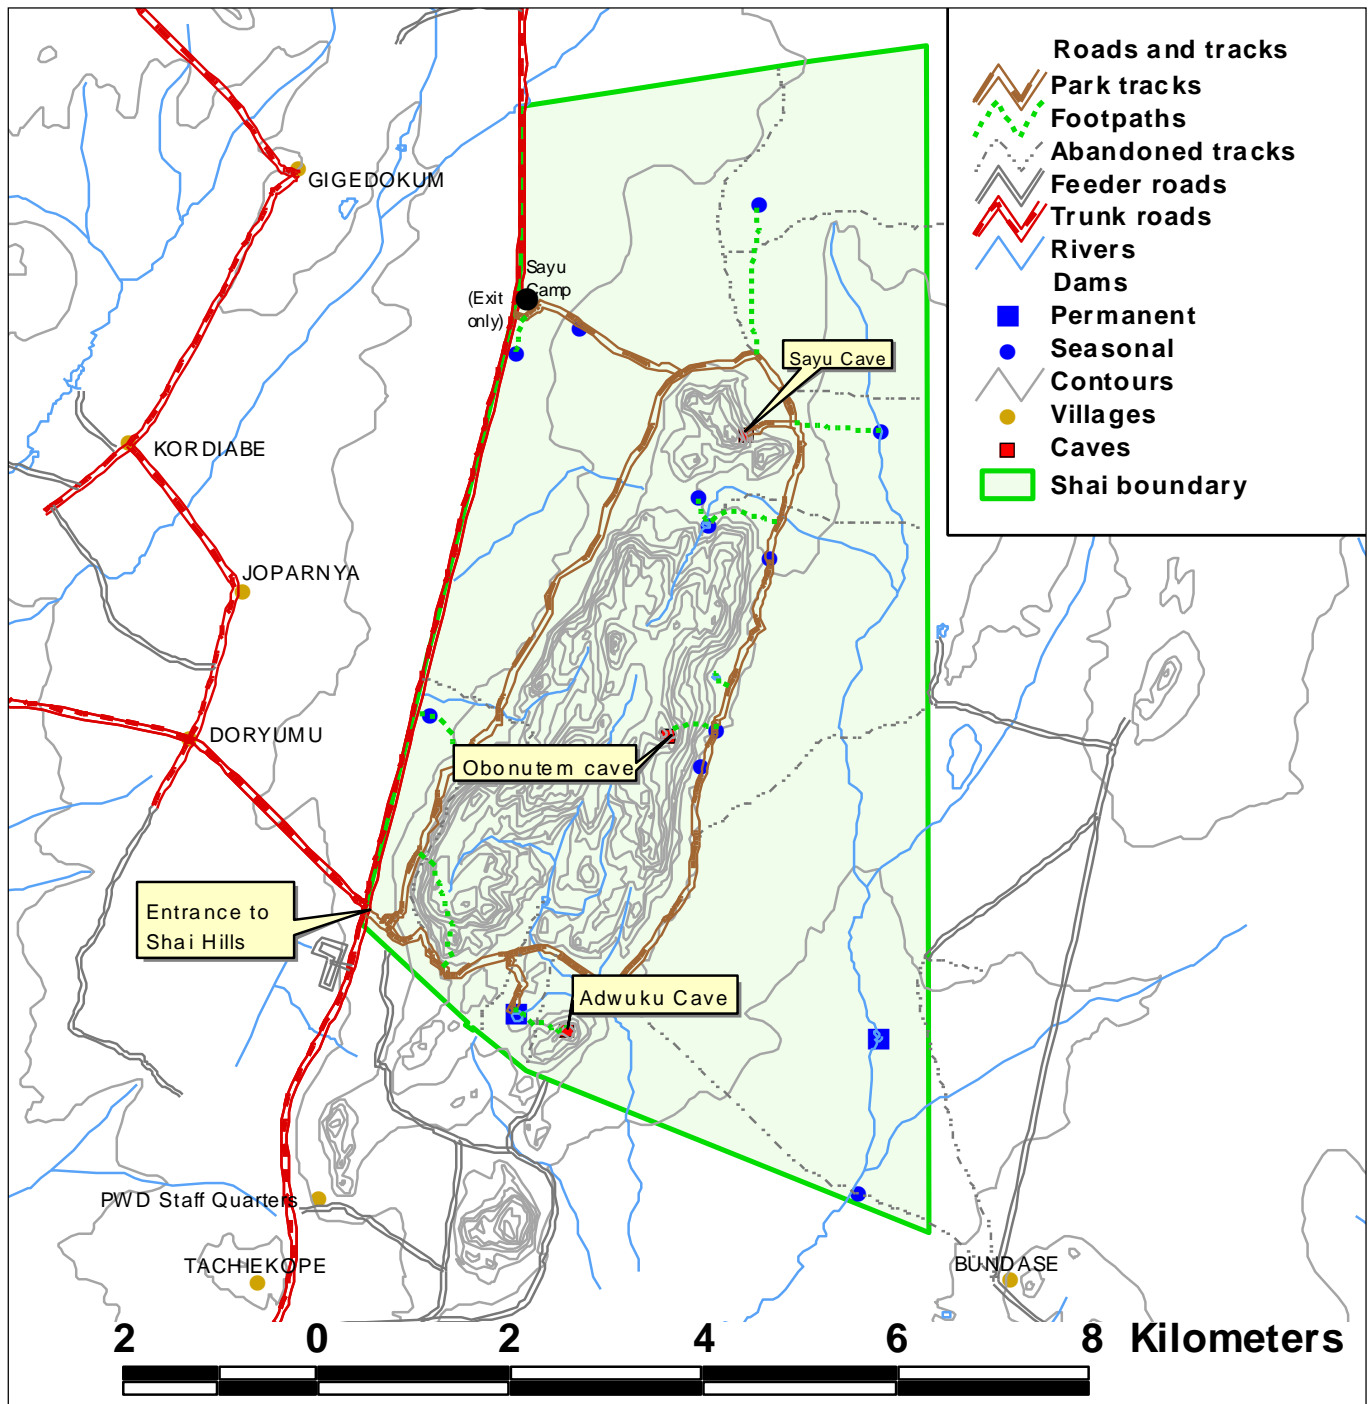 Roads and tracks
Park tracks
Footpaths
Abandoned tracks
Feeder roads
Trunk roads
Rivers
Dams
Permanent
Seasonal
Contours
Villages
Caves
Shai boundary
GIGEDOKUM
Sayu
Camp
(Exit
only)
Sayu Cave
KORDIABE
JOPARNYA
DORYUMU
Obonutem cave
Entrance to
Shai Hills
Adwuku Cave
PWD Staff Quarters
TACHIEKOPE
BUNDASE
2 0 2 4 6 8 Kilometers